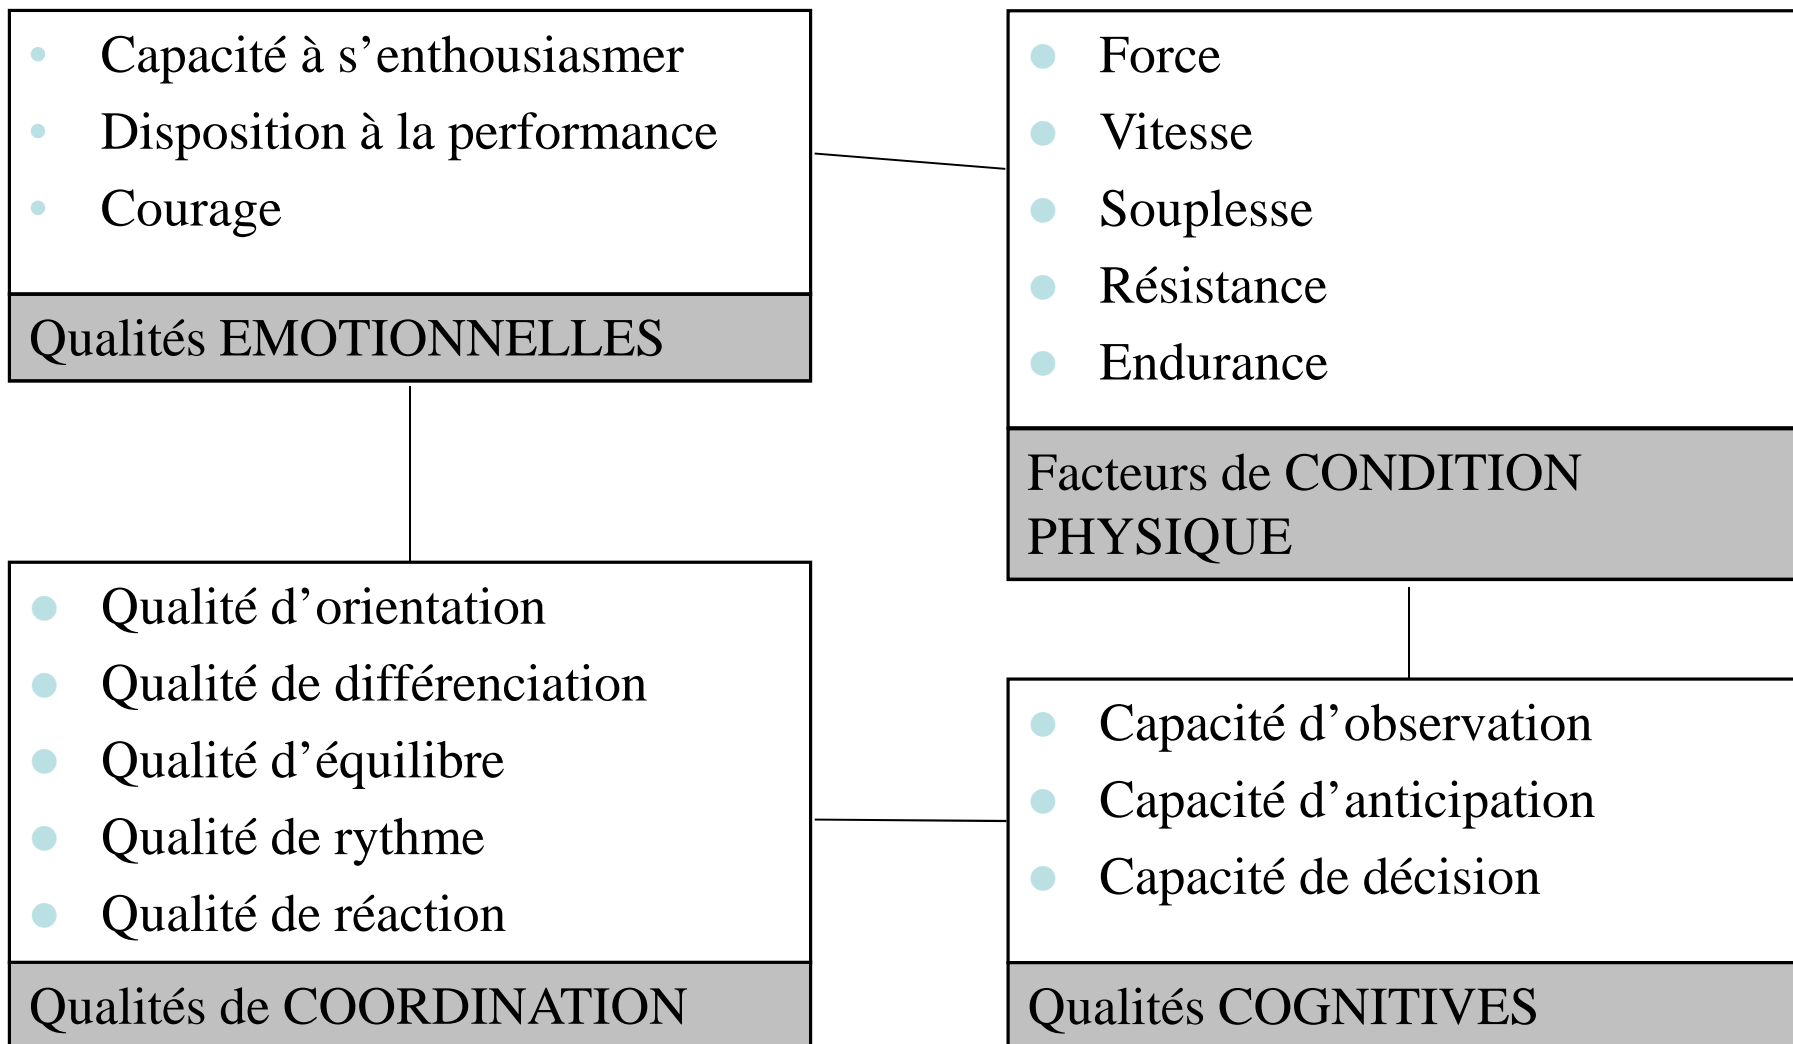 Capacité à s’enthousiasmer
Disposition à la performance
Courage
Qualités EMOTIONNELLES
Force
Vitesse
Souplesse
Résistance
Endurance
Facteurs de CONDITION
PHYSIQUE
Qualité d’orientation
Qualité de différenciation
Qualité d’équilibre
Qualité de rythme
Qualité de réaction
Qualités de COORDINATION
Capacité d’observation
Capacité d’anticipation
Capacité de décision
Qualités COGNITIVES